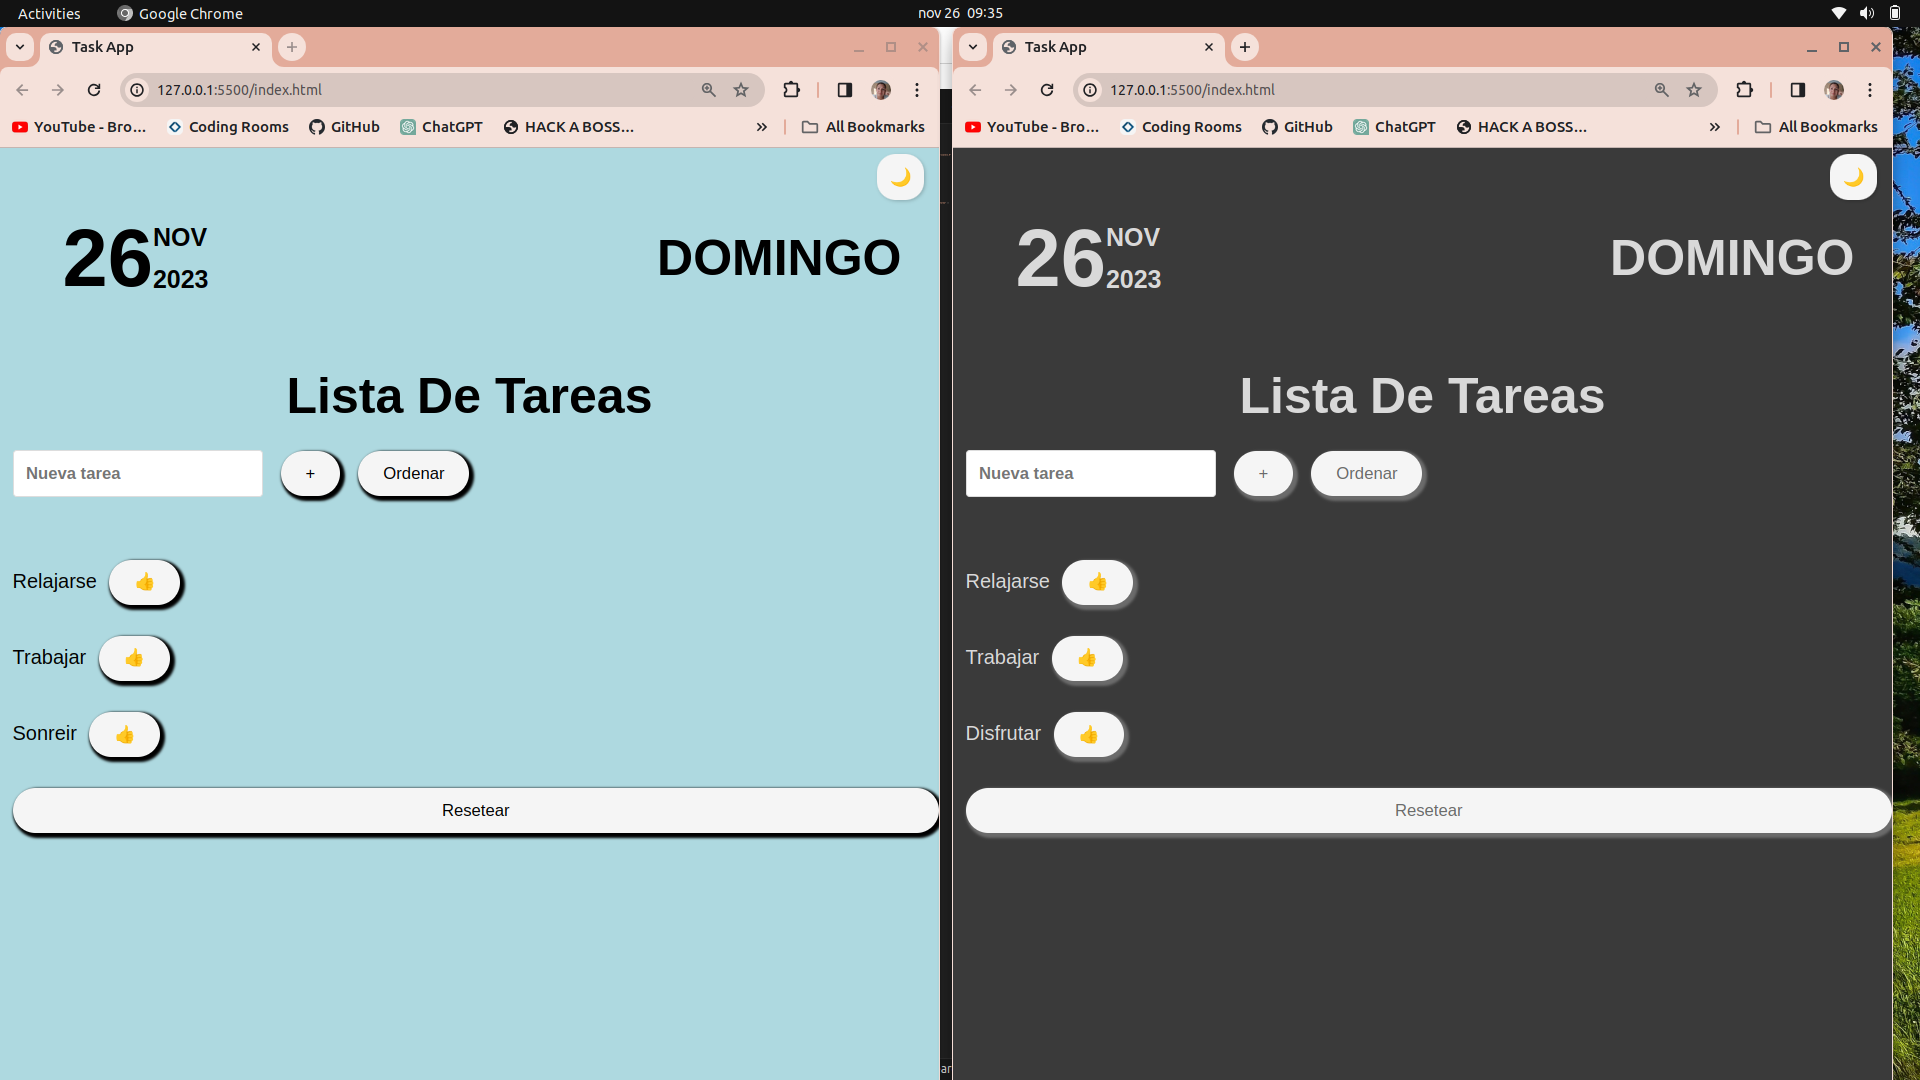 Activities
Google Chrome
nov 26 09:35
Task App
127.0.0.1:5500/index.html
YouTube - Bro...
Coding Rooms
GitHub
ChatGPT
HACK A BOSS...
All Bookmarks
26
NOV
2023
DOMINGO
Lista De Tareas
Nueva tarea
+
Ordenar
Relajarse
Trabajar
Sonreir
Resetear
Task App
127.0.0.1:5500/index.html
YouTube - Bro...
Coding Rooms
GitHub
ChatGPT
HACK A BOSS...
All Bookmarks
26
NOV
2023
DOMINGO
Lista De Tareas
Nueva tarea
+
Ordenar
Relajarse
Trabajar
Disfrutar
Resetear